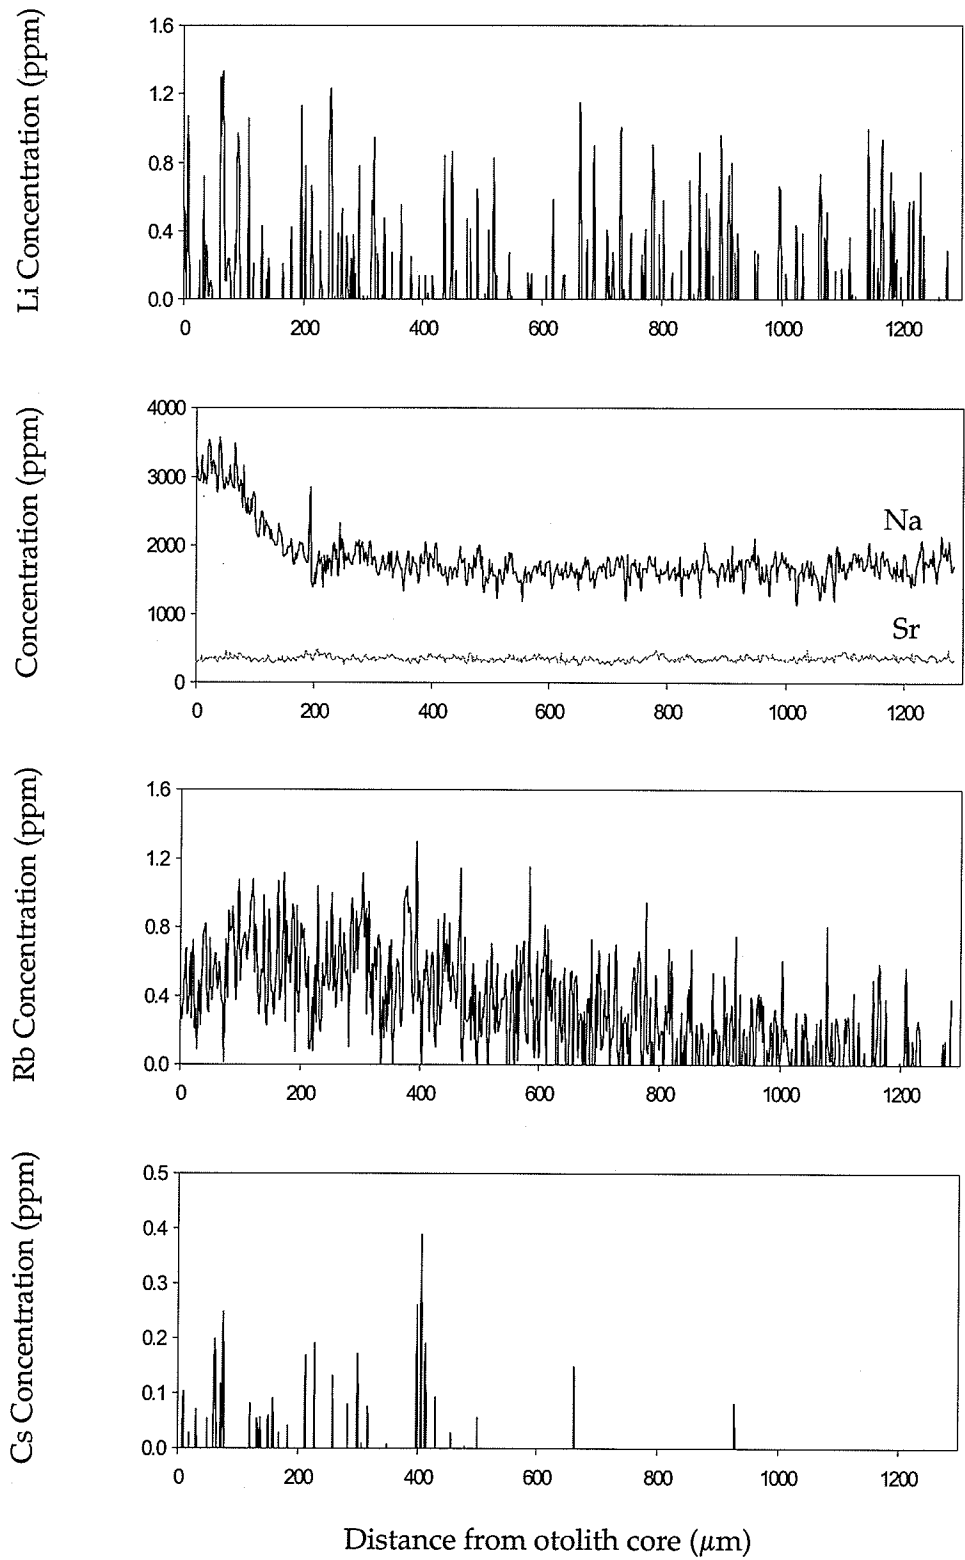 Li Concentration (ppm)
1.6
1.2
0.8
0.4
0.0
0 200 400 600 800 1000 1200
Concentration (ppm)
4000
3000
2000
1000
0
Na
Sr
0 200 400 600 800 1000 1200
Rb Concentration (ppm)
1.6
1.2
0.8
0.4
0.0
0 200 400 600 800 1000 1200
Cs Concentration (ppm)
0.5
0.4
0.3
0.2
0.1
0.0
0 200 400 600 800 1000 1200
Distance from otolith core (μm)